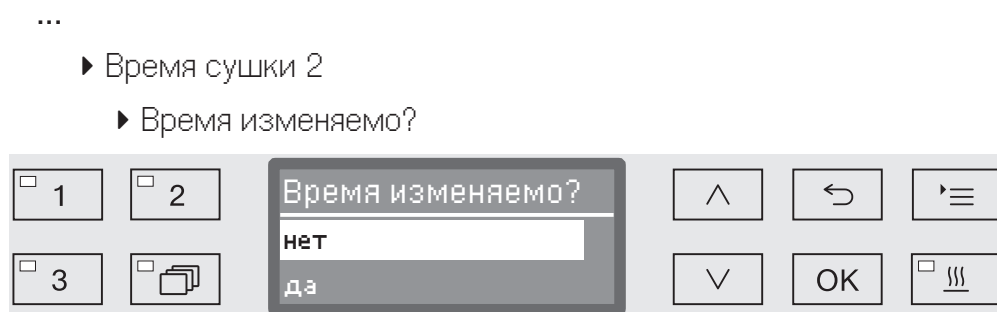 ...
Время сушки 2
Время изменяемо?
1 2 Время изменяемо?
нет
3 да OK